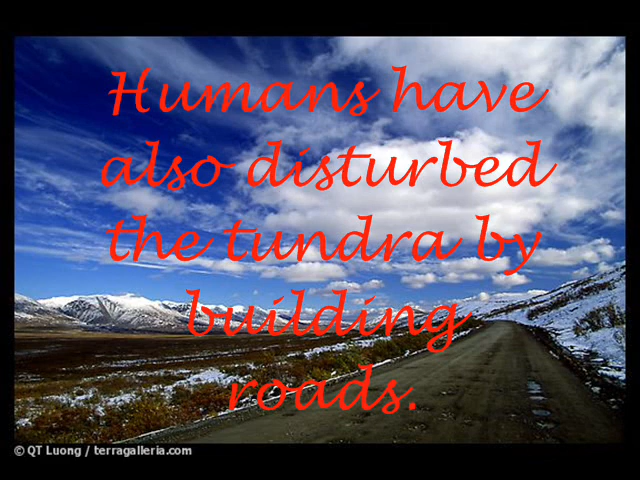 Humans have
also disturbed
the tundra by
building
roads.
© QT Luong / terragalleria.com